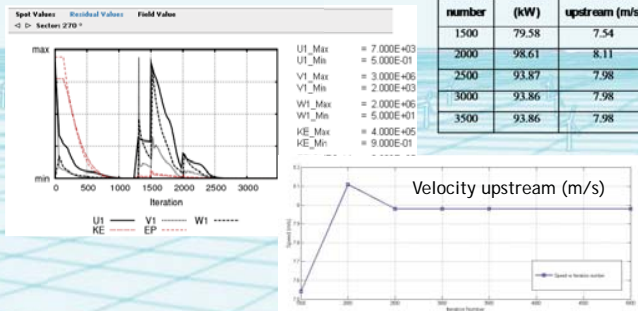 Spot Values Residual Values Field Value
Sector: 270 °
max
min
0 500 1000 1500 2000 2500 3000
Iteration
U1 V1 W1
KE EP
U1_Max = 7.000E+03
U1_Min = 5.000E-01
V1_Max = 3.000E+06
V1_Min = 2.000E+03
W1_Max = 2.000E+06
W1_Min = 5.000E+01
KE_Max = 4.000E+05
KE_Min = 9.000E-01
number (kW) upstream (m/s
1500 79.58 7.54
2000 98.61 8.11
2500 93.87 7.98
3000 93.86 7.98
3500 93.86 7.98
Velocity upstream (m/s)